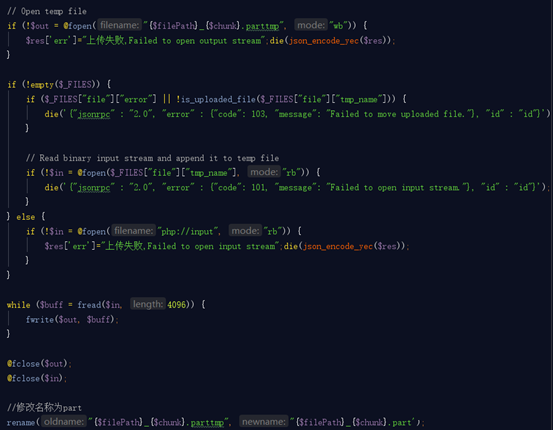 // Open temp file
if (!$out = @fopen( filename: "{$filePath}_{$chunk}.parttmp", mode: "wb")) {
$res['err']="上传失败,Failed to open output stream";die(json_encode_yec($res));
}
if (!empty($_FILES)) {
if ($_FILES["file"]["error"] || !is_uploaded_file($_FILES["file"]["tmp_name"])) {
die('{"jsonrpc" : "2.0", "error" : {"code": 103, "message": "Failed to move uploaded file."}, "id" : "id"}')
}
// Read binary input stream and append it to temp file
if (!$in = @fopen($_FILES["file"]["tmp_name"], mode: "rb")) {
die('{"jsonrpc" : "2.0", "error" : {"code": 101, "message": "Failed to open input stream."}, "id" : "id"}');
}
} else {
if (!$in = @fopen( filename: "php://input", mode: "rb")) {
$res['err']="上传失败,Failed to open input stream";die(json_encode_yec($res));
}
}
while ($buff = fread($in, length: 4096)) {
fwrite($out, $buff);
}
@fclose($out);
@fclose($in);
//修改名称为part
rename( oldname: "{$filePath}_{$chunk}.parttmp", newname: "{$filePath}_{$chunk}.part");